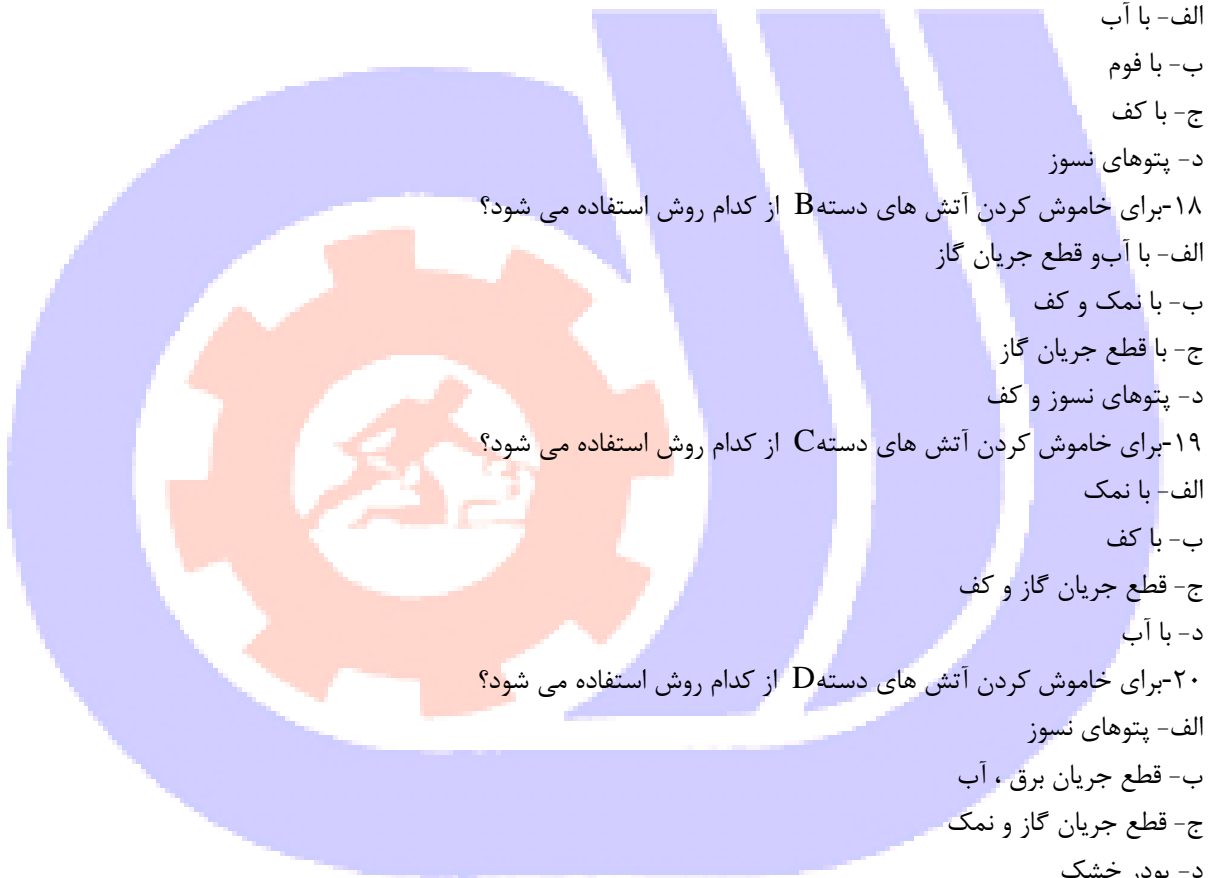 الف- با آب
ب- با فوم
ج- با کف
د- پتوهای نسوز
۱۸-برای خاموش کردن آتش های دستهB از کدام روش استفاده می شود؟
الف- با آبو قطع جریان گاز
ب- با نمک و کف
ج- با قطع جریان گاز
د- پتوهای نسوز و کف
۱۹-برای خاموش کردن آتش های دستهC از کدام روش استفاده می شود؟
الف- با نمک
ب- با کف
ج- قطع جریان گاز و کف
د- با آب
۲۰-برای خاموش کردن آتش های دستهD از کدام روش استفاده می شود؟
الف- پتوهای نسوز
ب- قطع جریان برق ، آب
ج- قطع جریان گاز و نمک
د- پودر خشک